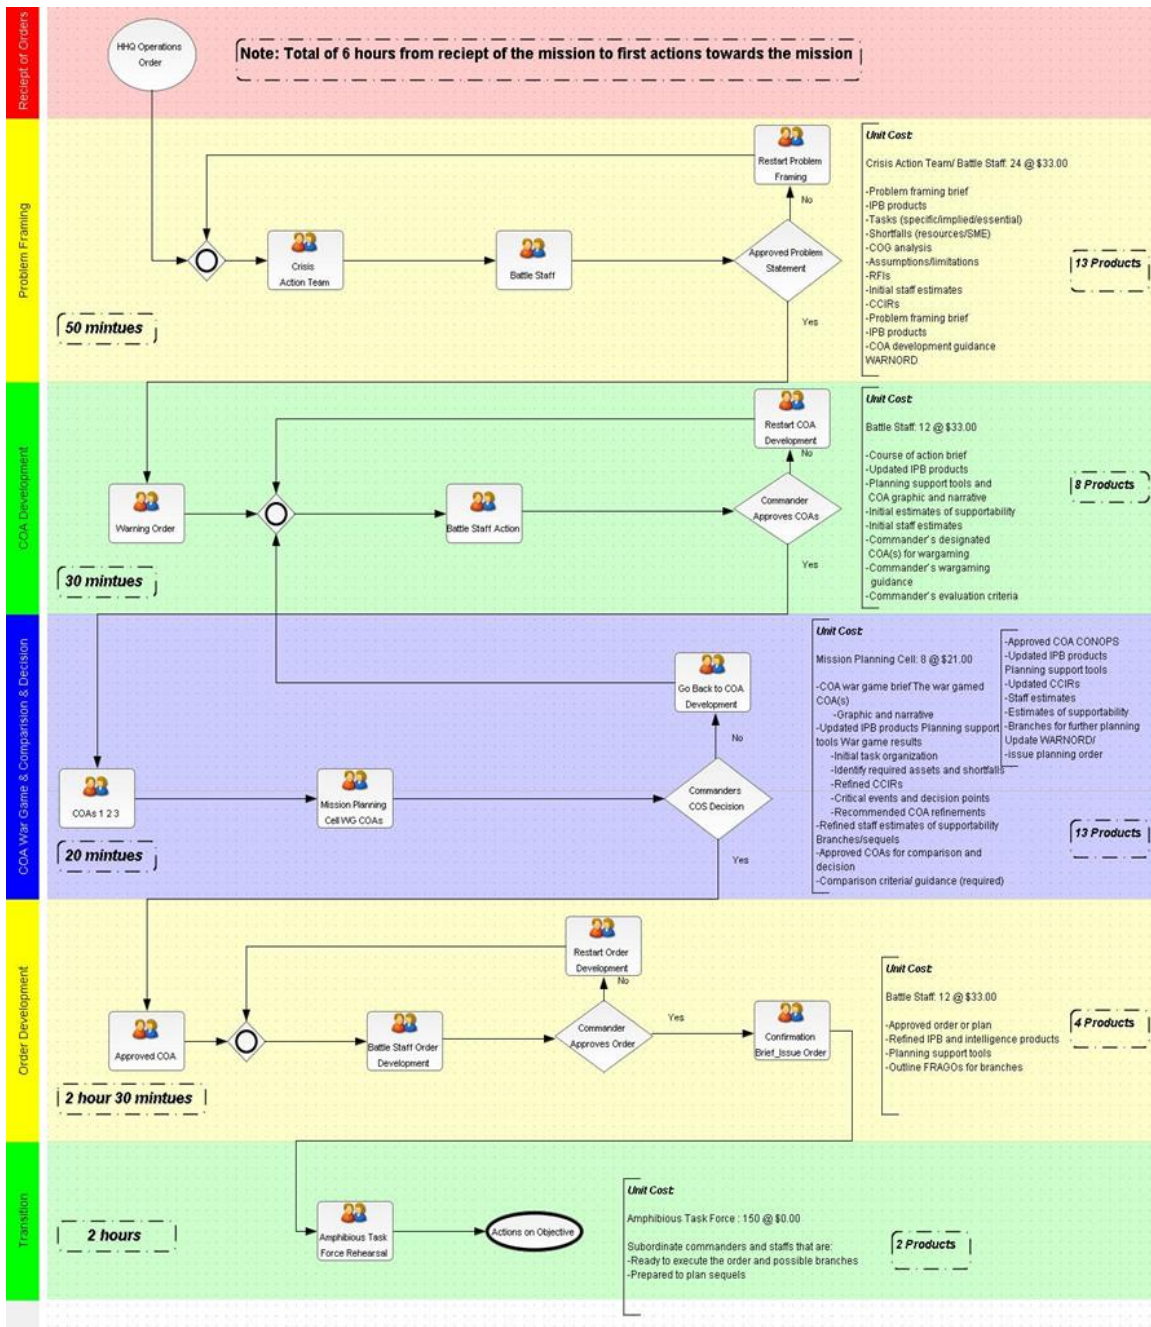 Reciept of Orders
HHQ Operations
Order
Note: Total of 6 hours from reciept of the mission to first actions towards the mission
Problem Framing
Restart Problem
Framing
No
Crisis
Action Team
Battle Staff
Approved Problem
Statement
Yes
50 mintues
Unit Cost:
Crisis Action Team/ Battle Staff: 24 @ $33.00
-Problem framing brief
-IPB products
-Tasks (specific/implied/essential)
-Shortfalls (resources/SME)
-COG analysis
-Assumptions/limitations
-RFIs
-Initial staff estimates
-CCIRs
-Problem framing brief
-IPB products
-COA development guidance
WARNORD
13 Products
COA Development
Restart COA
Development
No
Warning Order
Battle Staff Action
Commander
Approves COAs
Yes
30 mintues
Unit Cost:
Battle Staff: 12 @ $33.00
-Course of action brief
-Updated IPB products
-Planning support tools and
COA graphic and narrative
-Initial estimates of supportability
-Initial staff estimates
-Commander's designated
COA(s) for wargaming
-Commander's wargaming
guidance
-Commander's evaluation criteria
8 Products
COA War Game & Comparision & Decision
Go Back to COA
Development
No
COAs 1 2 3
Mission Planning
Cell WG COAs
Commanders
COS Decision
Yes
20 mintues
Unit Cost:
Mission Planning Cell: 8 @ $21.00
-COA war game brief The war gamed
COA(s)
-Graphic and narrative
-Updated IPB products Planning support
tools War game results
-Initial task organization
-Identify required assets and shortfalls
-Refined CCIRs
-Critical events and decision points
-Recommended COA refinements
-Refined staff estimates of supportability
Branches/sequels
-Approved COAs for comparison and
decision
-Comparison criteria/ guidance (required)
-Approved COA CONOPS
-Updated IPB products
Planning support tools
-Updated CCIRs
-Staff estimates
-Estimates of supportability
-Branches for further planning
Update WARNORD/
-issue planning order
13 Products
Order Development
Restart Order
Development
No
Approved COA
Battle Staff Order
Development
Commander
Approves Order
Yes
Confirmation
Brief_Issue Order
2 hour 30 mintues
Unit Cost:
Battle Staff: 12 @ $33.00
-Approved order or plan
-Refined IPB and intelligence products
-Planning support tools
-Outline FRAGOs for branches
4 Products
Transition
2 hours
Amphibious Task
Force Rehearsal
Actions on Objective
Unit Cost:
Amphibious Task Force : 150 @ $0.00
Subordinate commanders and staffs that are:
-Ready to execute the order and possible branches
-Prepared to plan sequels
2 Products